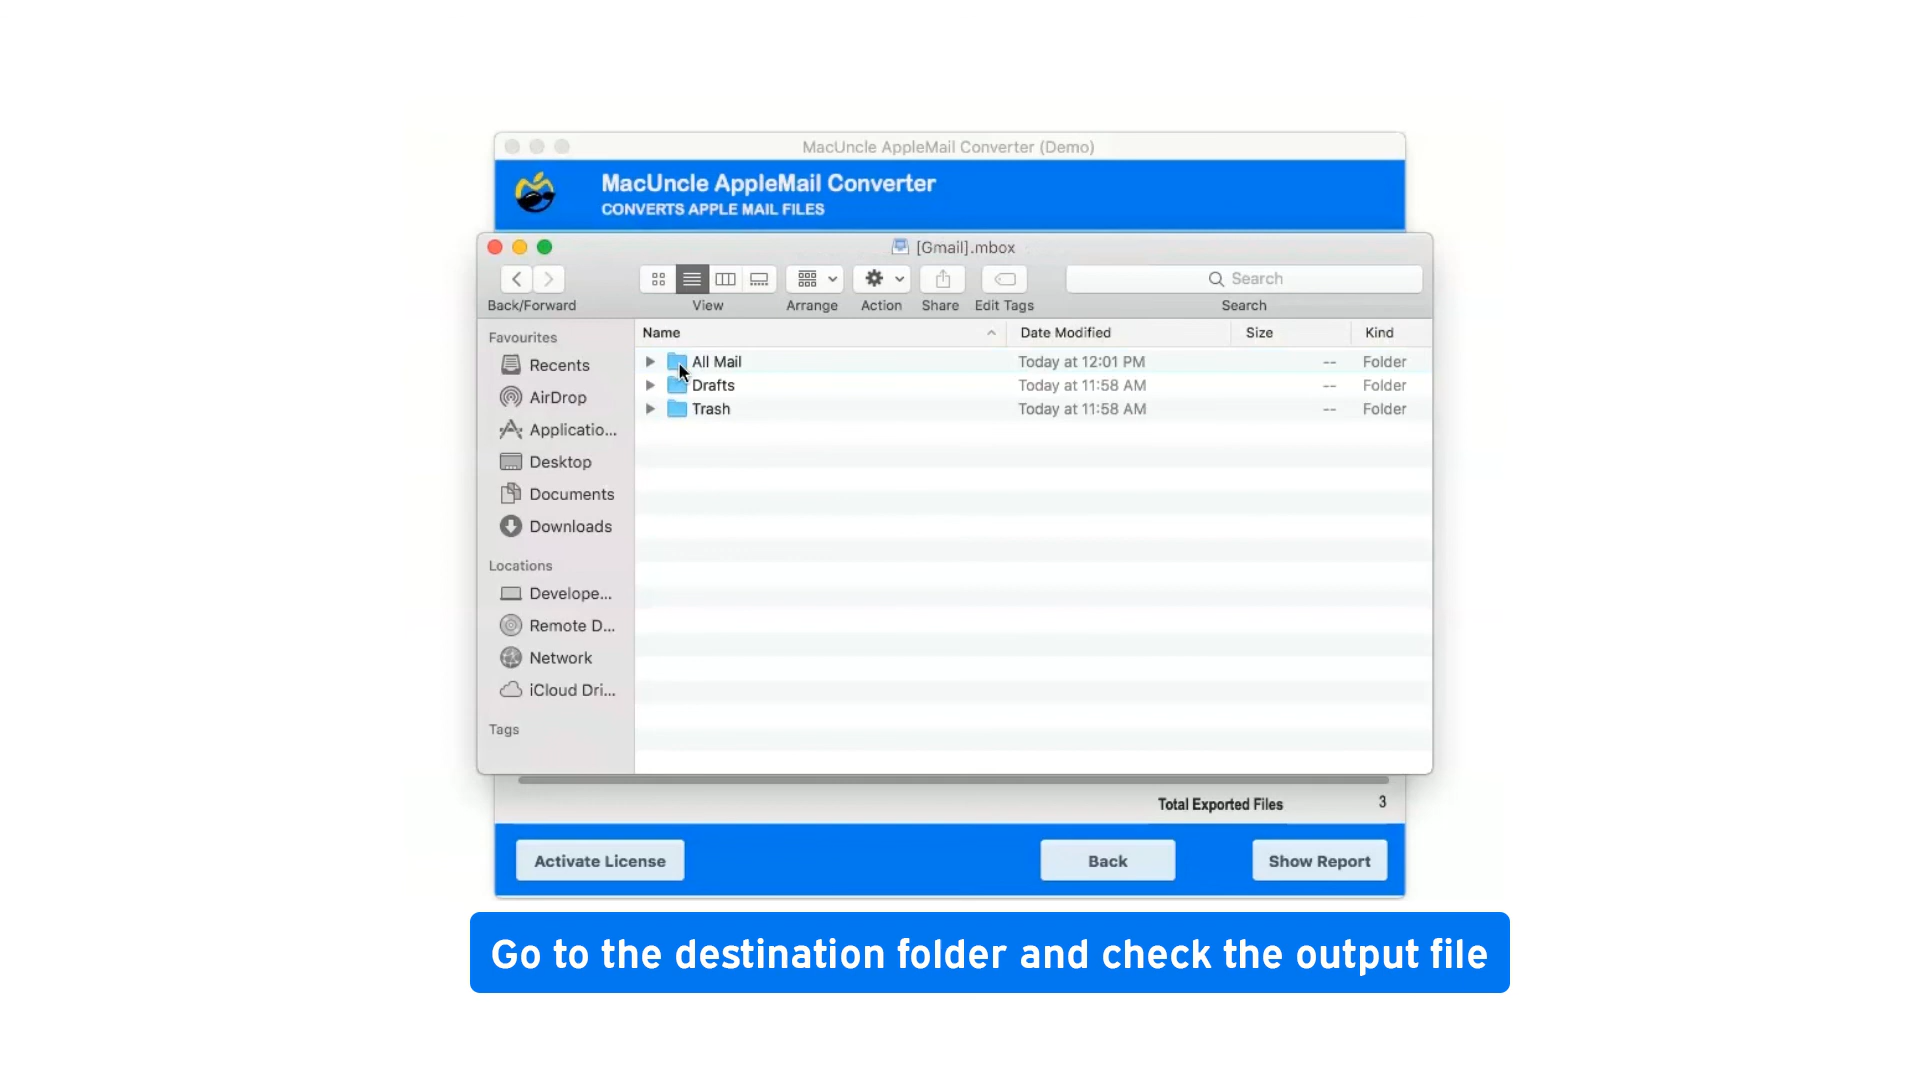 MacUncle AppleMail Converter (Demo)
MacUncle AppleMail Converter
CONVERTS APPLE MAIL FILES
[Gmail].mbox
Search
Back/Forward
View
Arrange
Action
Share
Edit Tags
Search
Favourites
Recents
AirDrop
Applicatio...
Desktop
Documents
Downloads
Locations
Develope...
Remote D...
Network
iCloud Dri...
Tags
Name Date Modified Size Kind
All Mail Today at 12:01 PM -- Folder
Drafts Today at 11:58 AM -- Folder
Trash Today at 11:58 AM -- Folder
Total Exported Files 3
Activate License
Back
Show Report
Go to the destination folder and check the output file